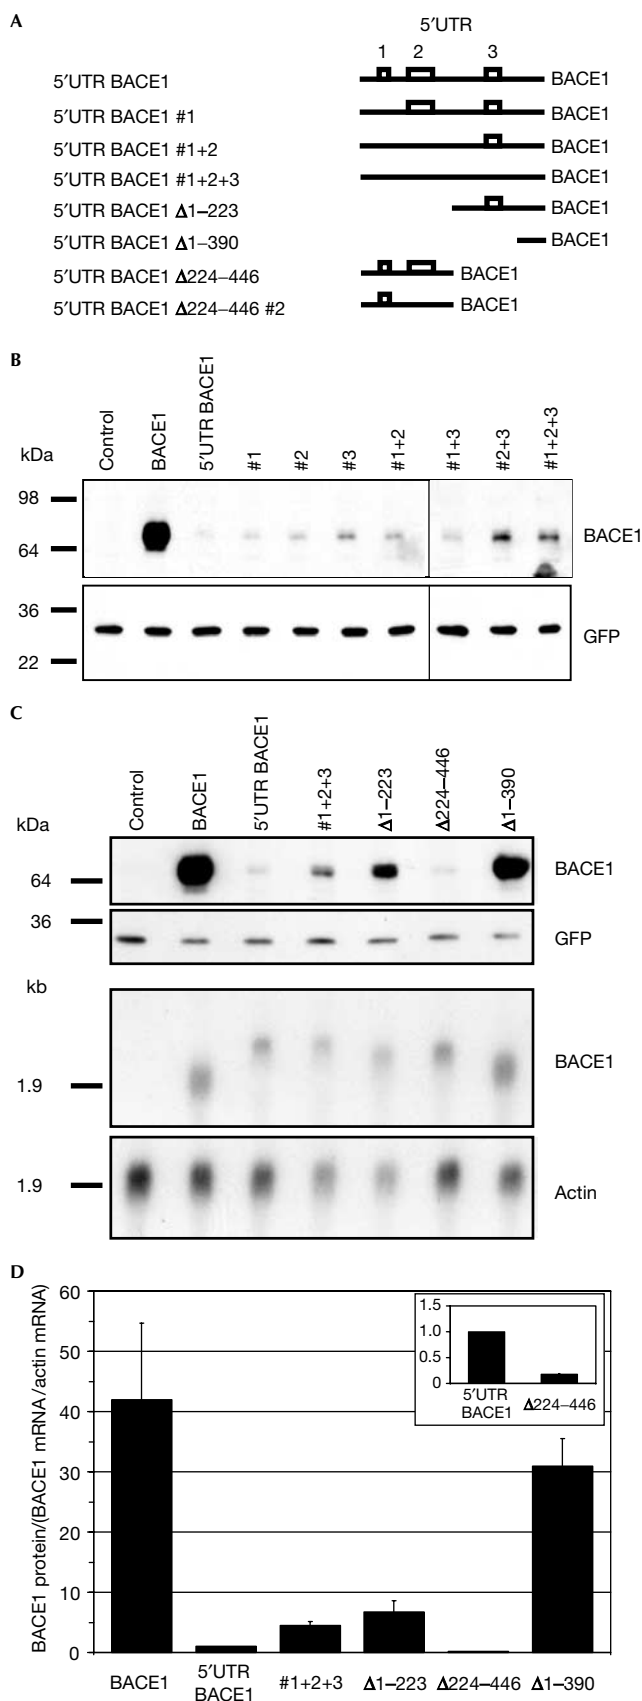 A
5′UTR
1 2 3
5′UTR BACE1 BACE1
5′UTR BACE1 #1 BACE1
5′UTR BACE1 #1+2 BACE1
5′UTR BACE1 #1+2+3 BACE1
5′UTR BACE1 Δ1–223 BACE1
5′UTR BACE1 Δ1–390 BACE1
5′UTR BACE1 Δ224–446 BACE1
5′UTR BACE1 Δ224–446 #2 BACE1
B
kDa Control BACE1 5′UTR BACE1 #1 #2 #3 #1+2 #1+3 #2+3 #1+2+3
98
64 BACE1
36
GFP
22
C
kDa Control BACE1 5′UTR BACE1 #1+2+3 Δ1–223 Δ224–446 Δ1–390
64 BACE1
36
GFP
kb
BACE1
1.9
1.9 Actin
D
BACE1 protein/(BACE1 mRNA/actin mRNA)
60
50
40
30
20
10
0
1.5
1.0
0.5
0
5′UTR
BACE1 Δ224–446
BACE1 5′UTR
BACE1 #1+2+3 Δ1–223 Δ224–446 Δ1–390